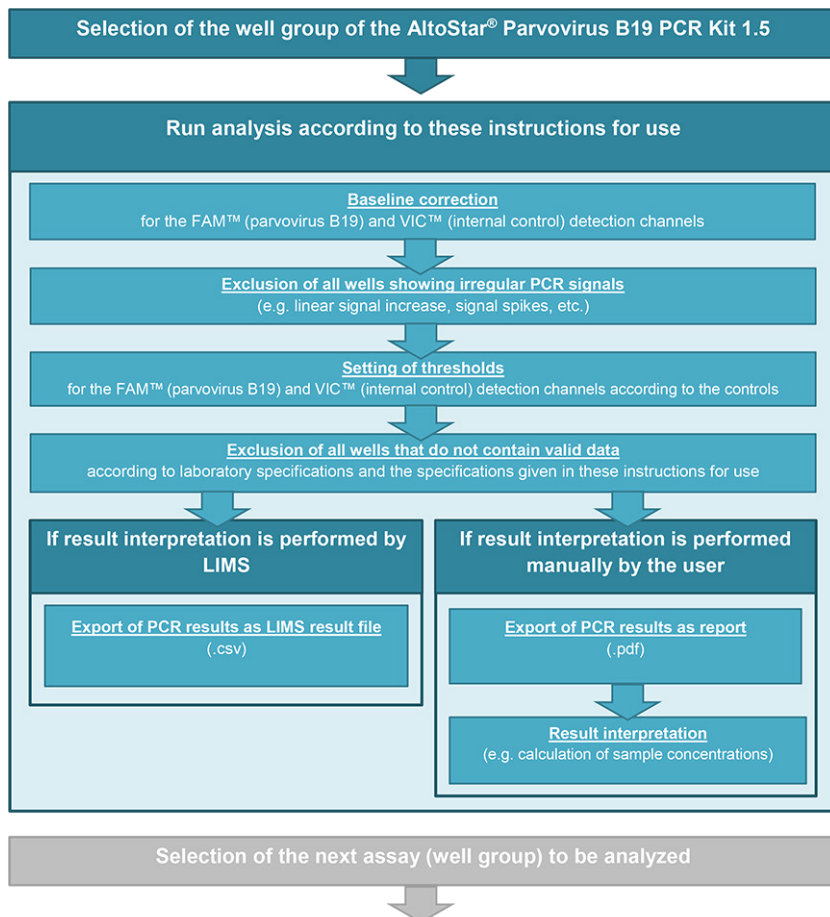 Selection of the well group of the AltoStar® Parvovirus B19 PCR Kit 1.5
Run analysis according to these instructions for use
Baseline correction
for the FAM™ (parvovirus B19) and VIC™ (internal control) detection channels
Exclusion of all wells showing irregular PCR signals
(e.g. linear signal increase, signal spikes, etc.)
Setting of thresholds
for the FAM™ (parvovirus B19) and VIC™ (internal control) detection channels according to the controls
Exclusion of all wells that do not contain valid data
according to laboratory specifications and the specifications given in these instructions for use
If result interpretation is performed by
LIMS
Export of PCR results as LIMS result file
(.csv)
If result interpretation is performed
manually by the user
Export of PCR results as report
(.pdf)
Result interpretation
(e.g. calculation of sample concentrations)
Selection of the next assay (well group) to be analyzed